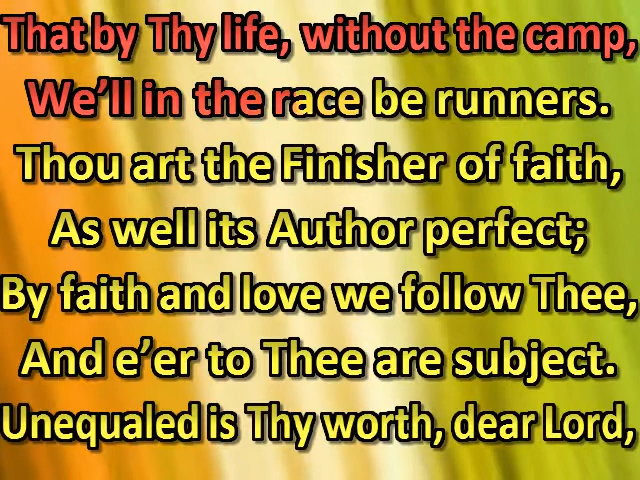 That by Thy life, without the camp,
We’ll in the race be runners.
Thou art the Finisher of faith,
As well its Author perfect;
By faith and love we follow Thee,
And e’er to Thee are subject.
Unequaled is Thy worth, dear Lord,